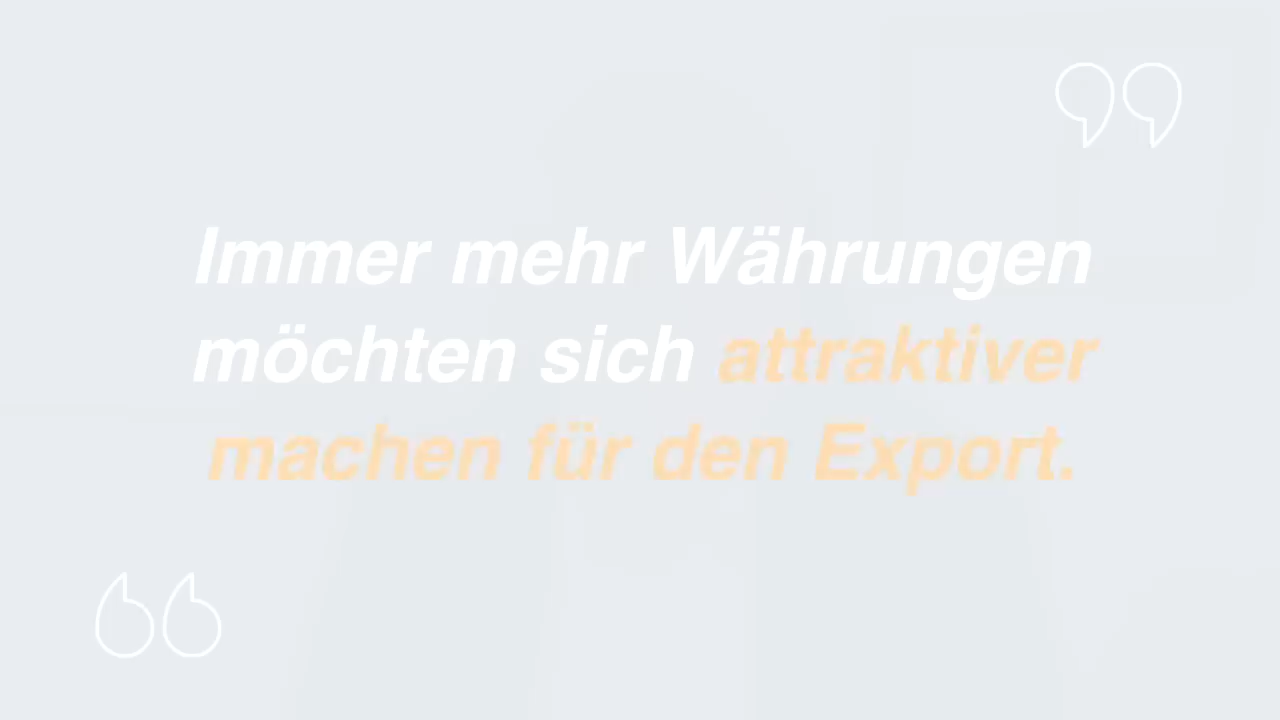 Immer mehr Währungen
möchten sich attraktiver
machen für den Export.